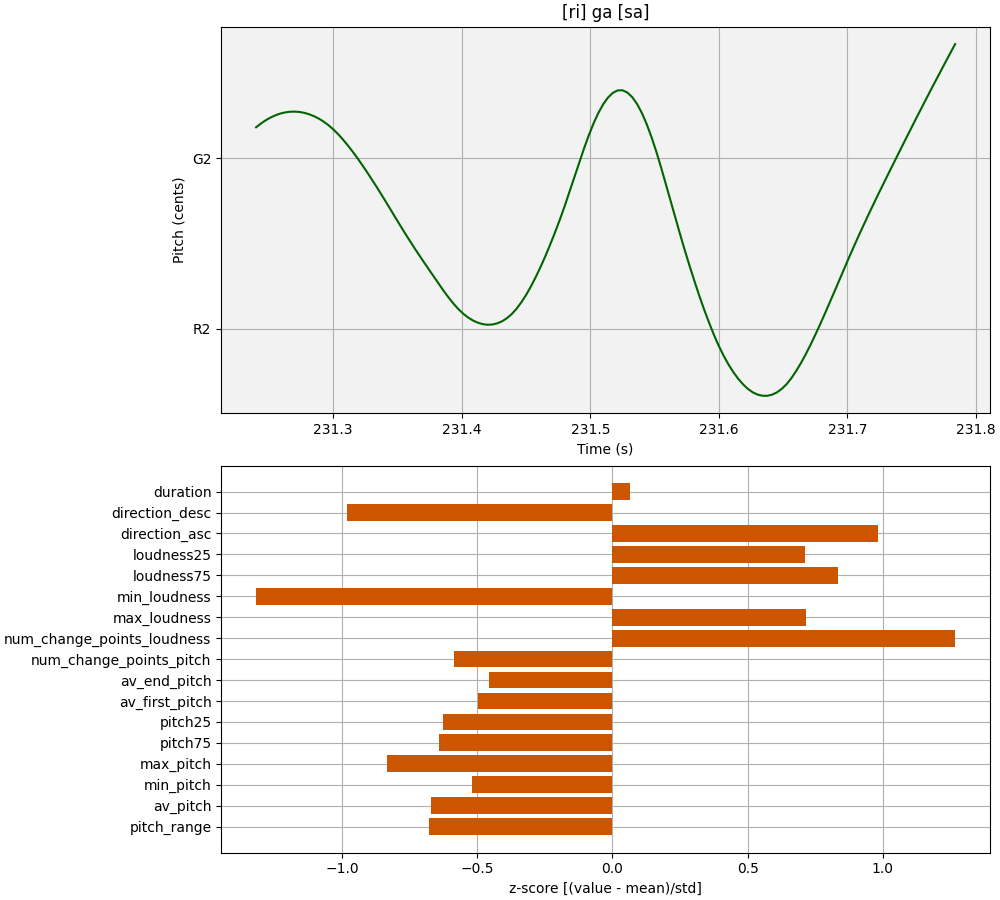 [ri] ga [sa]
Pitch (cents)
G2
R2
231.3 231.4 231.5 231.6 231.7 231.8
Time (s)
duration
direction_desc
direction_asc
loudness25
loudness75
min_loudness
max_loudness
num_change_points_loudness
num_change_points_pitch
av_end_pitch
av_first_pitch
pitch25
pitch75
max_pitch
min_pitch
av_pitch
pitch_range
−1.0 −0.5 0.0 0.5 1.0
z-score [(value - mean)/std]